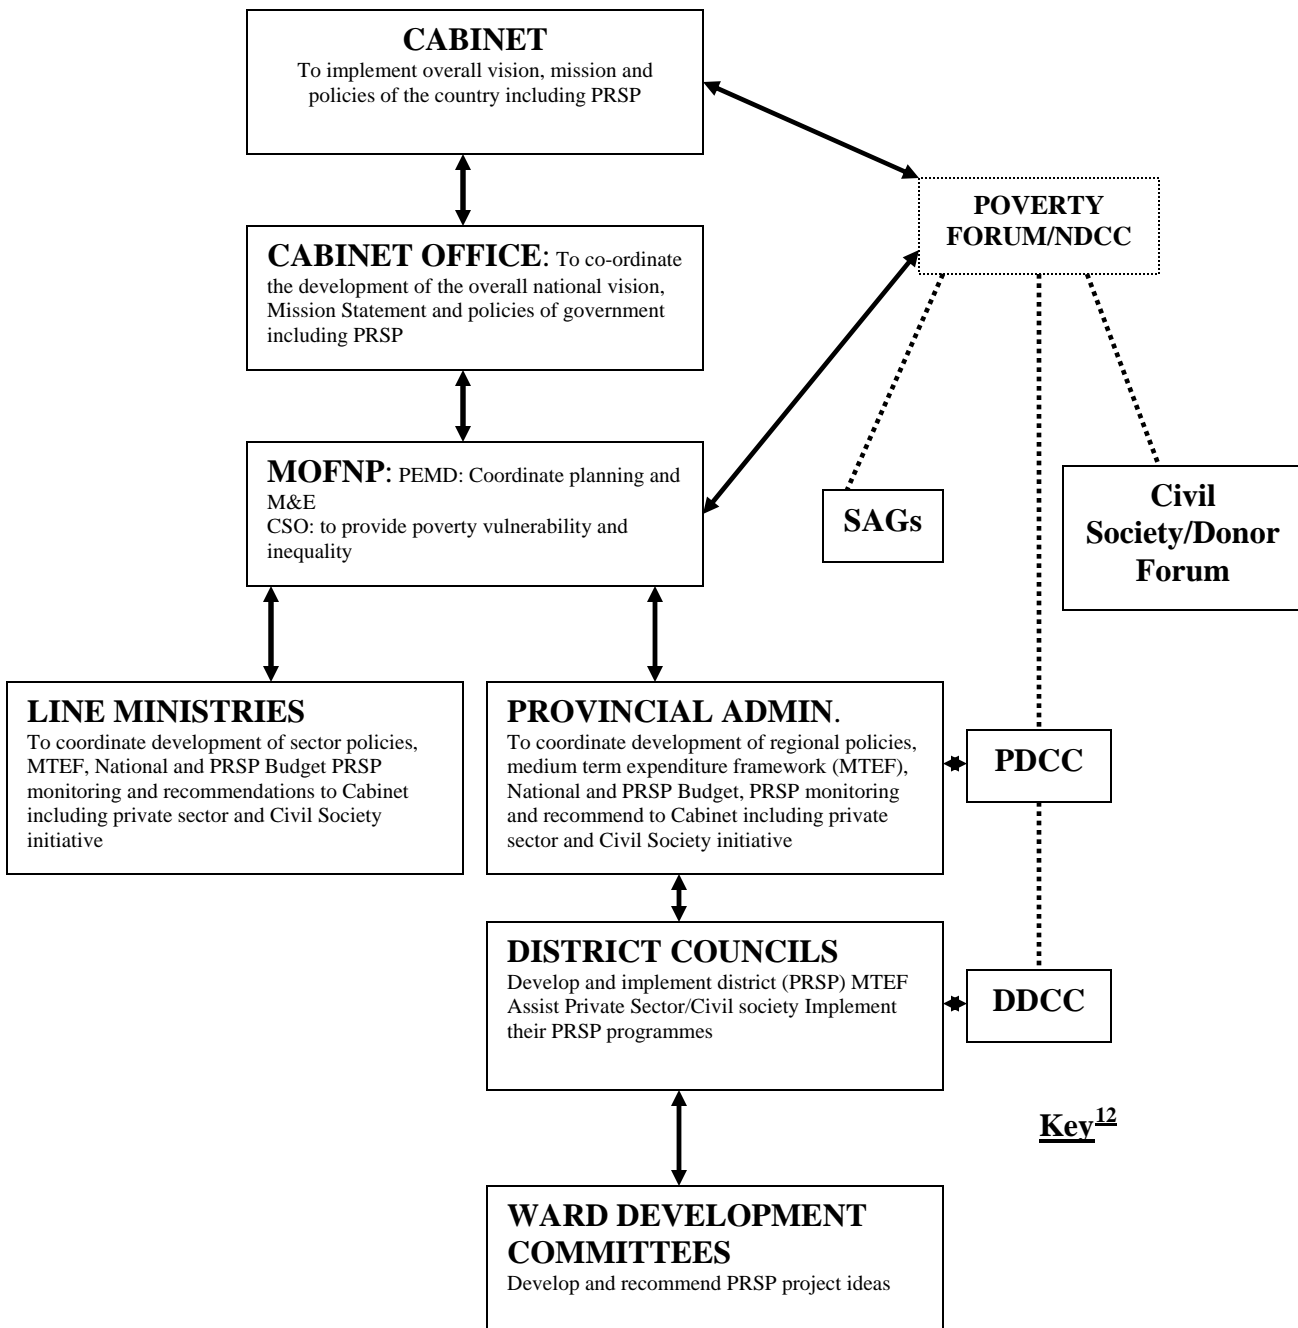 CABINET
To implement overall vision, mission and
policies of the country including PRSP
POVERTY
FORUM/NDCC
CABINET OFFICE: To co-ordinate
the development of the overall national vision,
Mission Statement and policies of government
including PRSP
MOFNP: PEMD: Coordinate planning and
M&E
CSO: to provide poverty vulnerability and
inequality
SAGs
Civil
Society/Donor
Forum
LINE MINISTRIES
To coordinate development of sector policies,
MTEF, National and PRSP Budget PRSP
monitoring and recommendations to Cabinet
including private sector and Civil Society
initiative
PROVINCIAL ADMIN.
To coordinate development of regional policies,
medium term expenditure framework (MTEF),
National and PRSP Budget, PRSP monitoring
and recommend to Cabinet including private
sector and Civil Society initiative
PDCC
DISTRICT COUNCILS
Develop and implement district (PRSP) MTEF
Assist Private Sector/Civil society Implement
their PRSP programmes
DDCC
Key12
WARD DEVELOPMENT
COMMITTEES
Develop and recommend PRSP project ideas